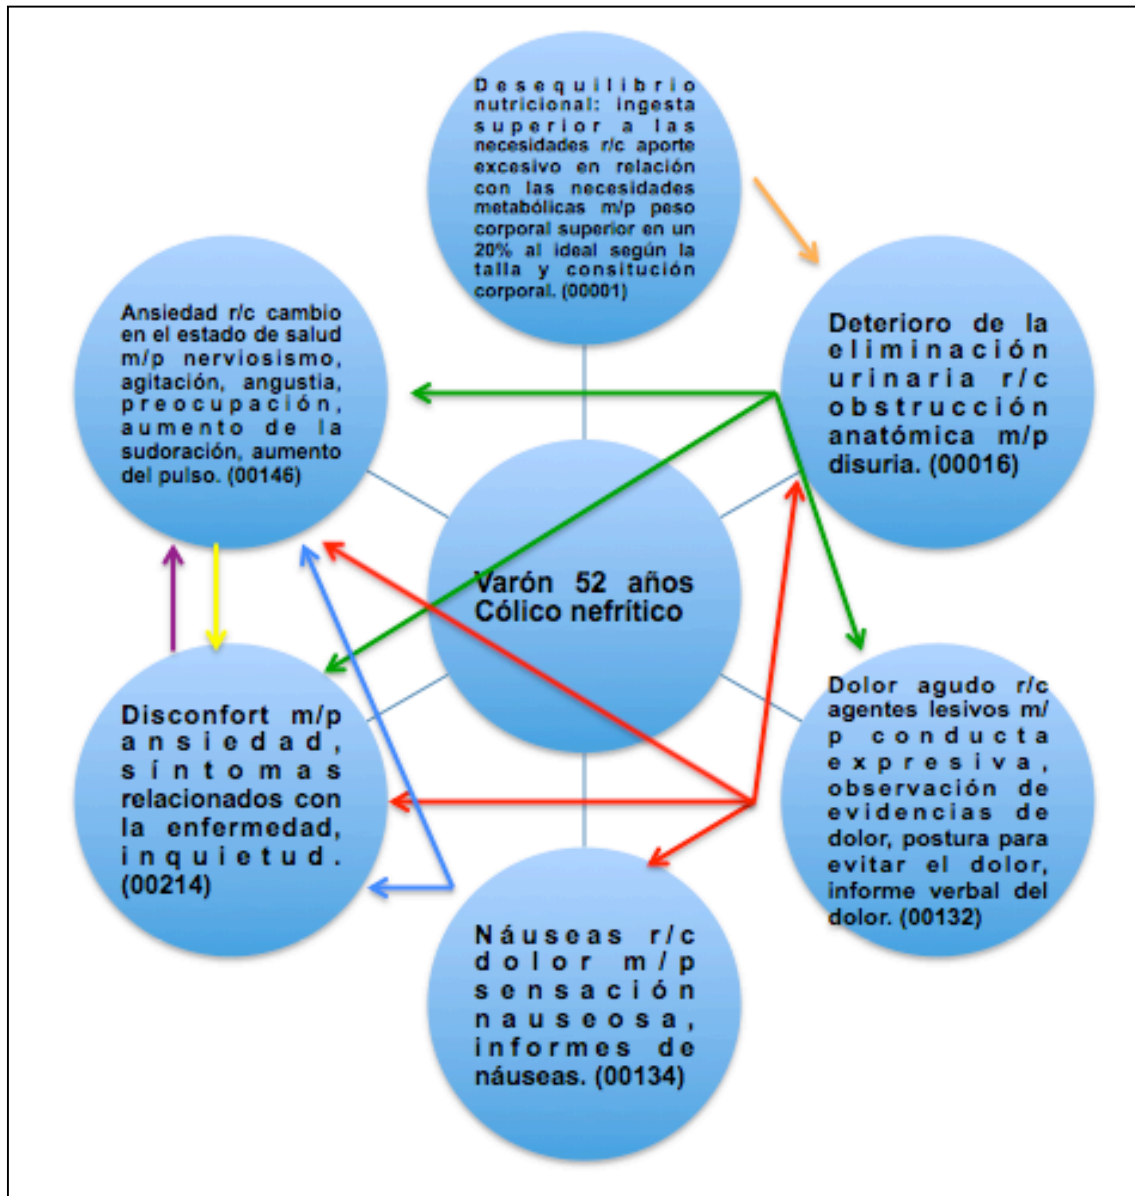 Desequilibrio
nutricional: ingesta
superior a las
necesidades r/c aporte
excesivo en relación
con las necesidades
metabólicas m/p peso
corporal superior en un
20% al ideal según la
talla y consitución
corporal. (00001)
Ansiedad r/c cambio
en el estado de salud
m/p nerviosismo,
agitación, angustia,
preocupación,
aumento de la
sudoración, aumento
del pulso. (00146)
Deterioro de la
eliminación
urinaria r/c
obstrucción
anatómica m/p
disuria. (00016)
Varón 52 años
Cólico nefrítico
Disconfort m/p
ansiedad,
síntomas
relacionados con
la enfermedad,
inquietud.
(00214)
Dolor agudo r/c
agentes lesivos m/
p conducta
expresiva,
observación de
evidencias de
dolor, postura para
evitar el dolor,
informe verbal del
dolor. (00132)
Náuseas r/c
dolor m/p
sensación
nauseosa,
informes de
náuseas. (00134)